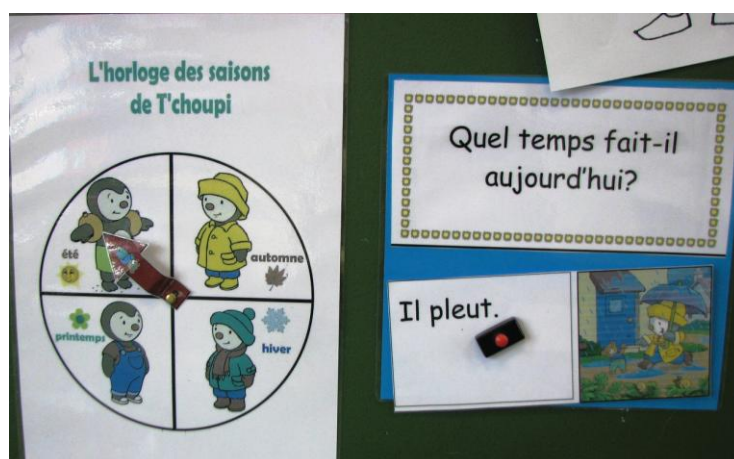 L'horloge des saisons
de T'choupi
été
automne
printemps
hiver
Quel temps fait-il
aujourd'hui?
Il pleut.